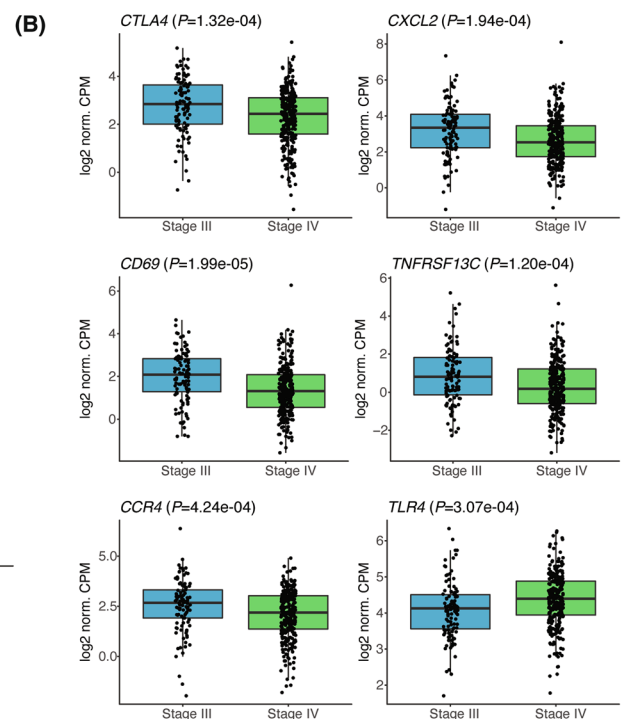 (B)
CTLA4 (P=1.32e-04)
log2 norm. CPM
4
2
0
Stage III
Stage IV
CXCL2 (P=1.94e-04)
log2 norm. CPM
8
6
4
2
0
Stage III
Stage IV
CD69 (P=1.99e-05)
log2 norm. CPM
6
4
2
0
Stage III
Stage IV
TNFRSF13C (P=1.20e-04)
log2 norm. CPM
6
4
2
0
−2
Stage III
Stage IV
CCR4 (P=4.24e-04)
log2 norm. CPM
5.0
2.5
0.0
Stage III
Stage IV
TLR4 (P=3.07e-04)
log2 norm. CPM
6
5
4
3
2
Stage III
Stage IV